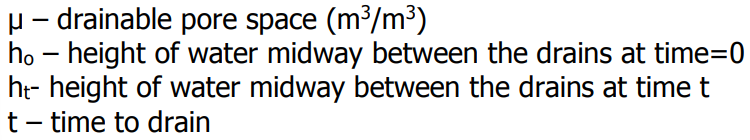 µ – drainable pore space (m³/m³)
hₒ – height of water midway between the drains at time=0
hₜ- height of water midway between the drains at time t
t – time to drain